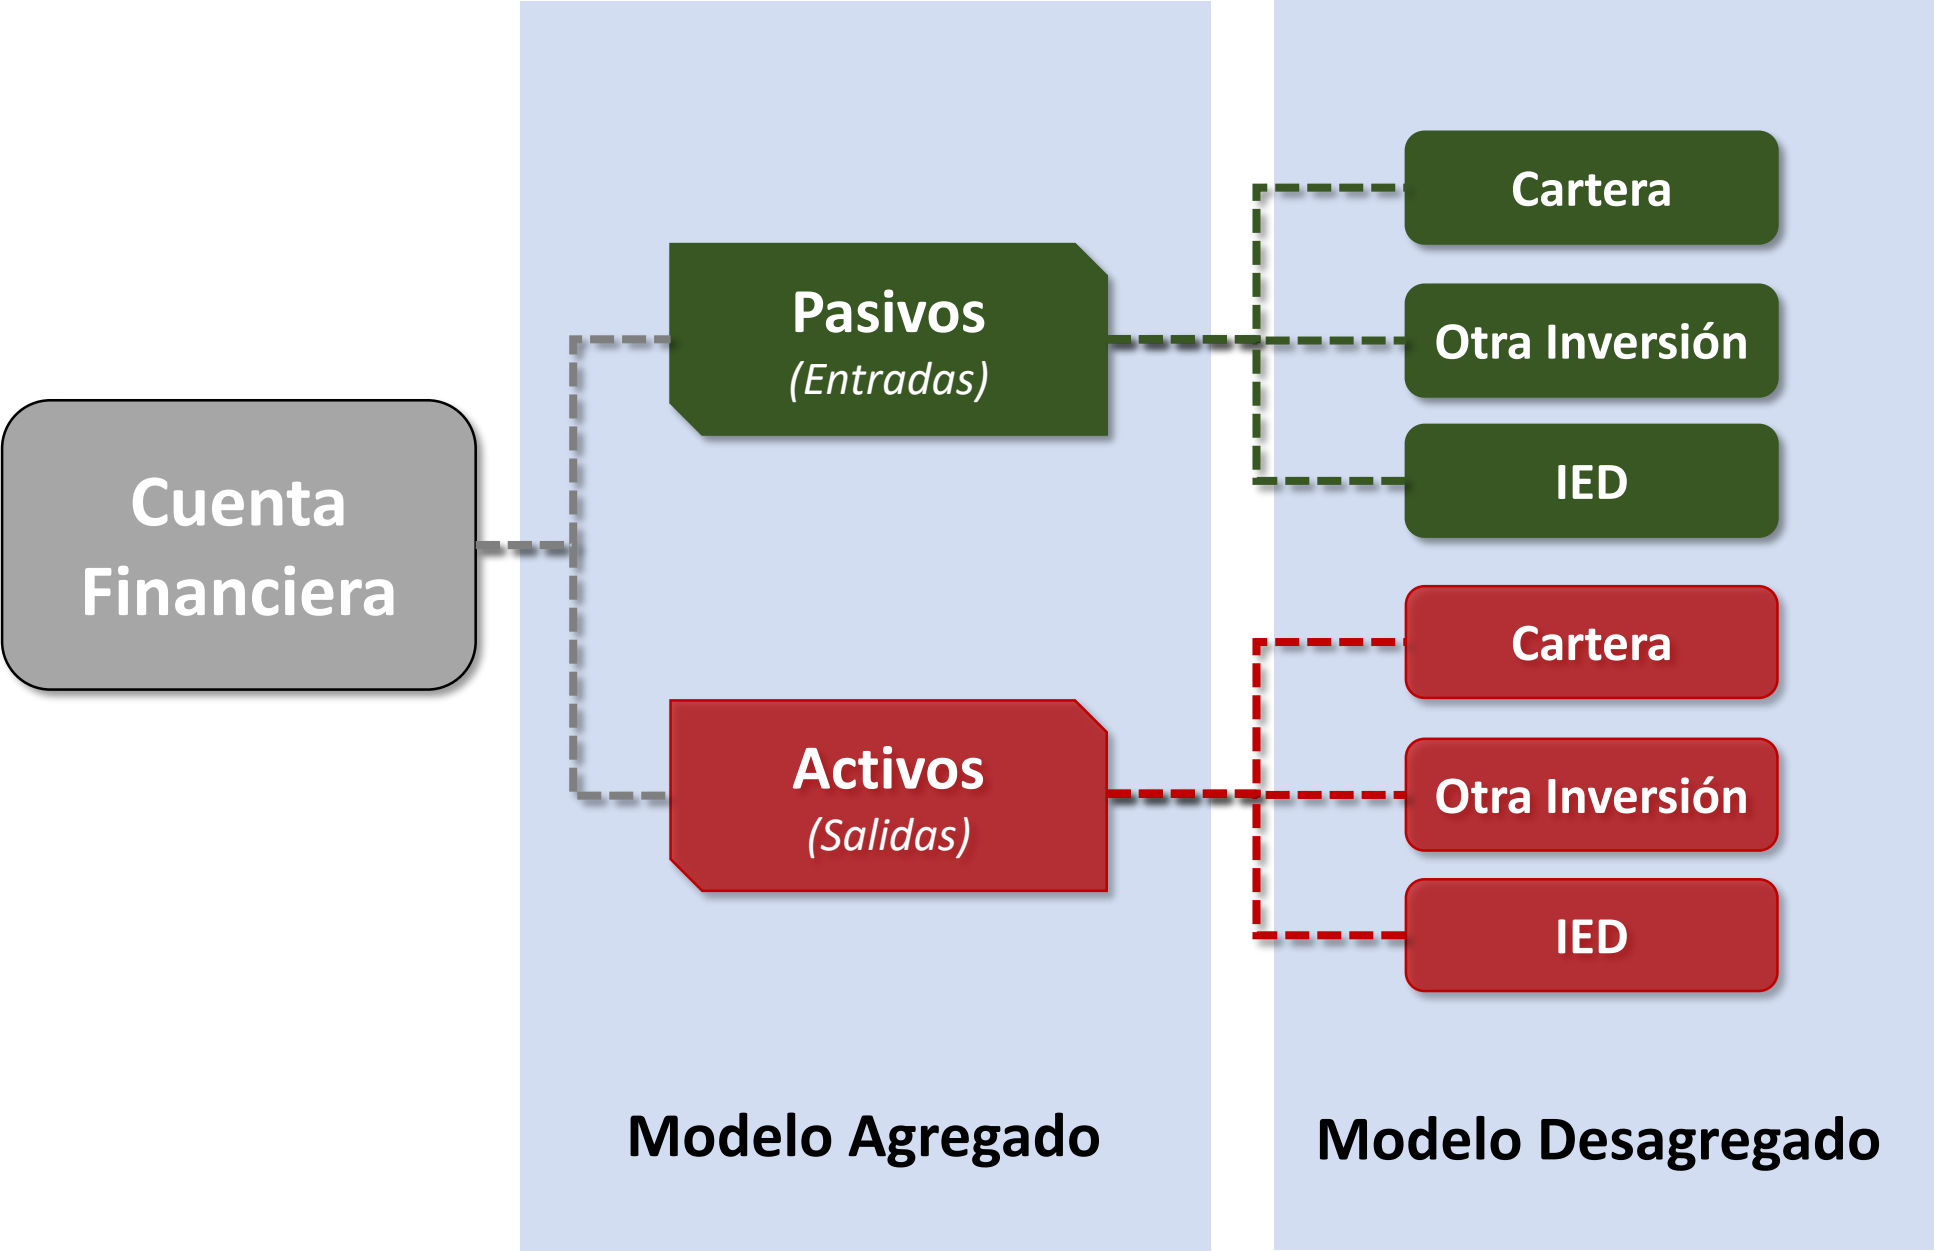 Cuenta
Financiera
Pasivos
(Entradas)
Activos
(Salidas)
Modelo Agregado
Cartera
Otra Inversión
IED
Cartera
Otra Inversión
IED
Modelo Desagregado